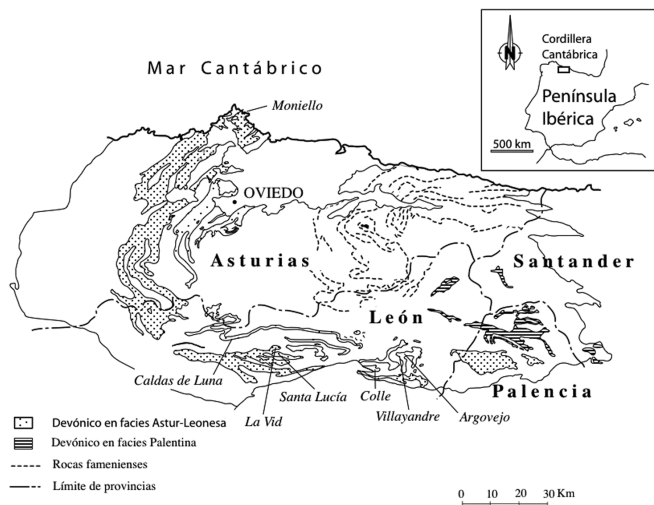 Mar Cantábrico
Moniello
Cordillera
Cantábrica
N
Península
Ibérica
500 km
OVIEDO
Asturias
Santander
León
Caldas de Luna
Santa Lucía
Colle
Palencia
La Vid
Villayandre
Argovejo
Devónico en facies Astur-Leonesa
Devónico en facies Palentina
Rocas famenienses
Límite de provincias
0 10 20 30 Km